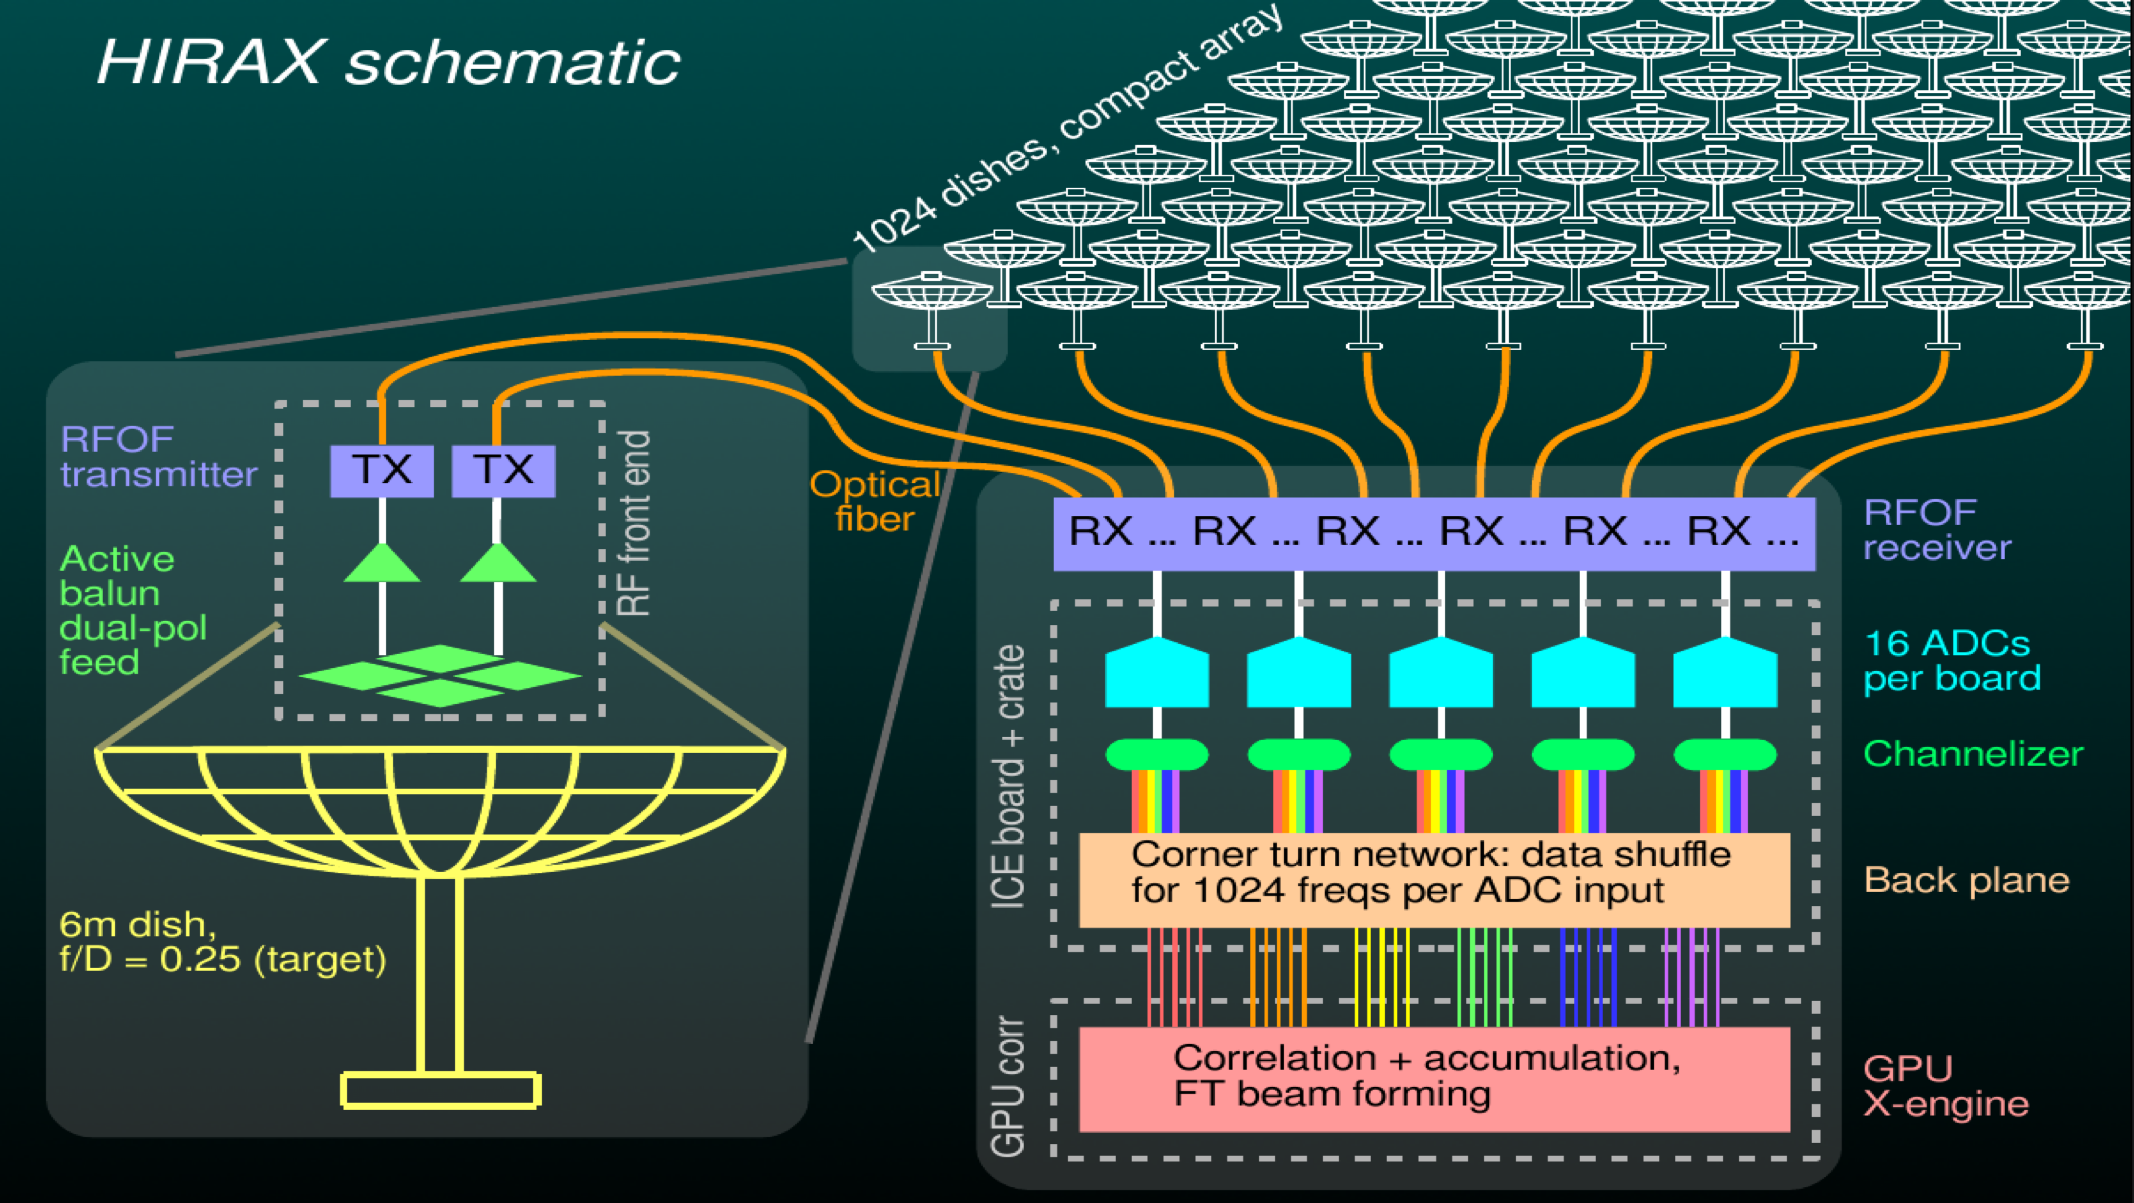 HIRAX schematic
1024 dishes, compact array
RFOF
transmitter
TX TX
RF front end
Active
balun
dual-pol
feed
6m dish,
f/D = 0.25 (target)
Optical
fiber
RX ... RX ... RX ... RX ... RX ... RX ...
RFOF
receiver
ICE board + crate
16 ADCs
per board
Channelizer
Corner turn network: data shuffle
for 1024 freqs per ADC input
Back plane
GPU corr
Correlation + accumulation,
FT beam forming
GPU
X-engine